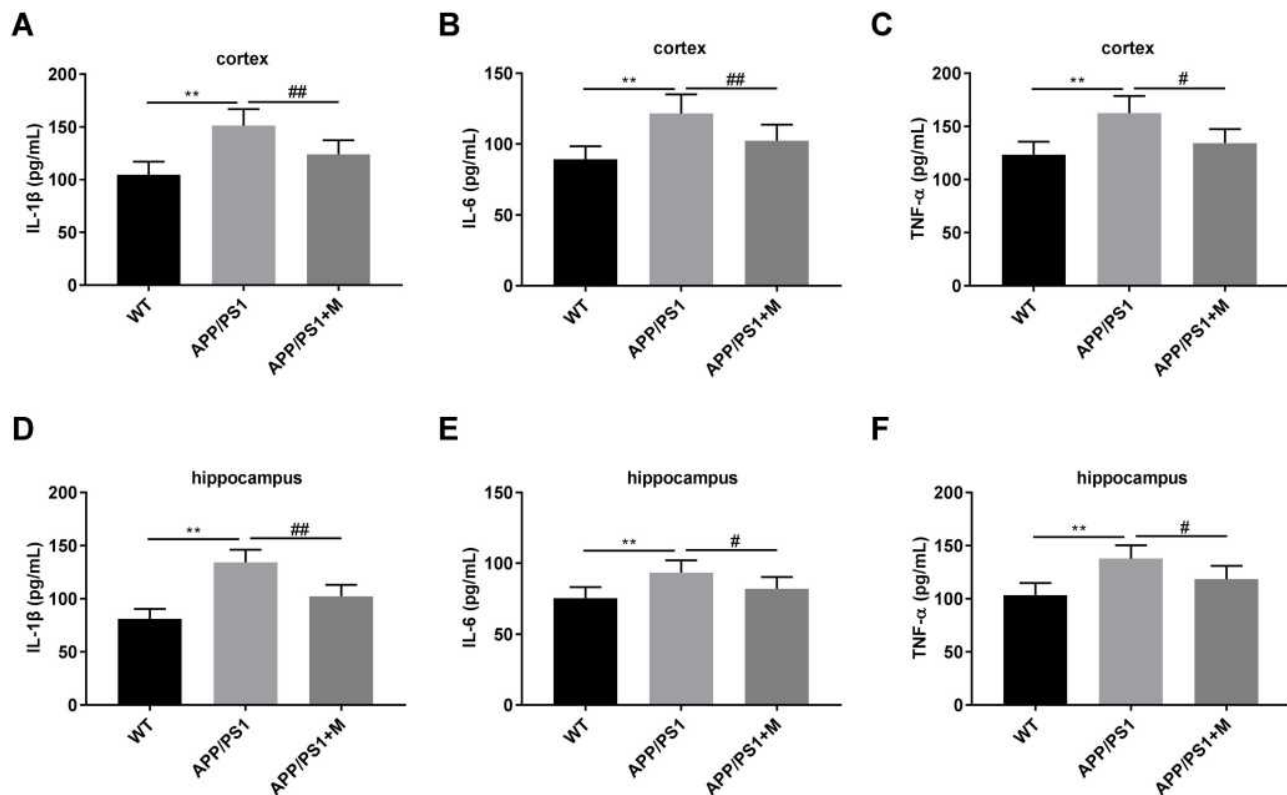 A
cortex
IL-1β (pg/mL)
200
150
100
50
0
**
##
WT
APP/PS1
APP/PS1+M
B
cortex
IL-6 (pg/mL)
150
100
50
0
**
##
WT
APP/PS1
APP/PS1+M
C
cortex
TNF-α (pg/mL)
200
150
100
50
0
**
#
WT
APP/PS1
APP/PS1+M
D
hippocampus
IL-1β (pg/mL)
200
150
100
50
0
**
##
WT
APP/PS1
APP/PS1+M
E
hippocampus
IL-6 (pg/mL)
150
100
50
0
**
#
WT
APP/PS1
APP/PS1+M
F
hippocampus
TNF-α (pg/mL)
200
150
100
50
0
**
#
WT
APP/PS1
APP/PS1+M